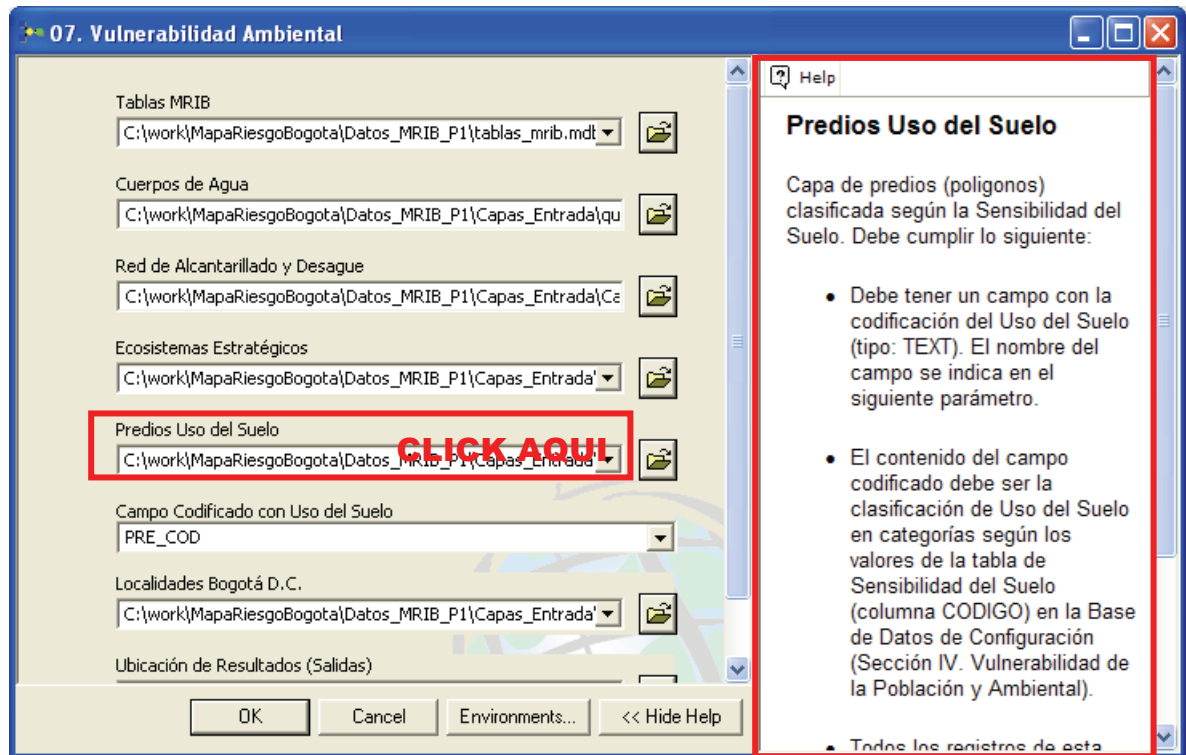 07. Vulnerabilidad Ambiental
Tablas MRIB
C:\work\MapaRiesgoBogota\Datos_MRIB_P1\tablas_mrib.mdb
Cuerpos de Agua
C:\work\MapaRiesgoBogota\Datos_MRIB_P1\Capas_Entrada\qu
Red de Alcantarillado y Desague
C:\work\MapaRiesgoBogota\Datos_MRIB_P1\Capas_Entrada\Ca
Ecosistemas Estratégicos
C:\work\MapaRiesgoBogota\Datos_MRIB_P1\Capas_Entrada\
Predios Uso del Suelo
C:\work\MapaRiesgoBogota\Datos_MRIB_P1\Capas_Entrada\
CLICK AQUI
Campo Codificado con Uso del Suelo
PRE_COD
Localidades Bogotá D.C.
C:\work\MapaRiesgoBogota\Datos_MRIB_P1\Capas_Entrada\
Ubicación de Resultados (Salidas)
OK
Cancel
Environments...
<< Hide Help
Help
Predios Uso del Suelo
Capa de predios (poligonos)
clasificada según la Sensibilidad del
Suelo. Debe cumplir lo siguiente:
• Debe tener un campo con la
codificación del Uso del Suelo
(tipo: TEXT). El nombre del
campo se indica en el
siguiente parámetro.
• El contenido del campo
codificado debe ser la
clasificación de Uso del Suelo
en categorías según los
valores de la tabla de
Sensibilidad del Suelo
(columna CODIGO) en la Base
de Datos de Configuración
(Sección IV. Vulnerabilidad de
la Población y Ambiental).
• Todos los registros de esta